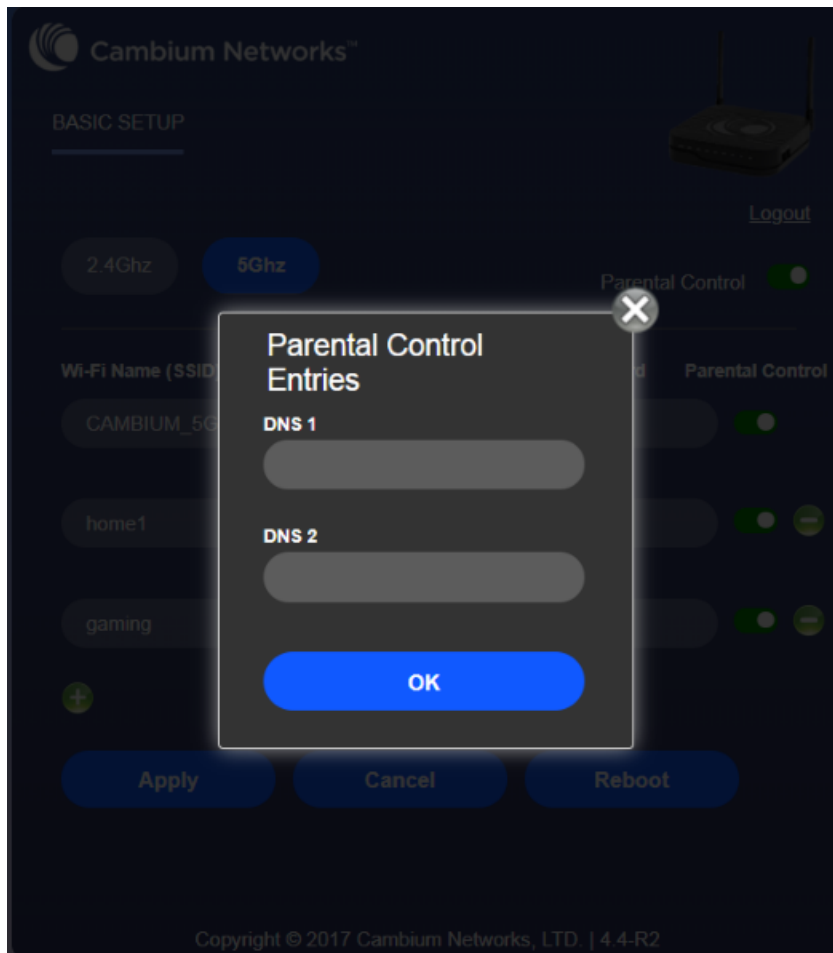 Cambium Networks™
BASIC SETUP
Logout
2.4Ghz
5Ghz
Parental Control
Parental Control
Entries
DNS 1
DNS 2
OK
Wi-Fi Name (SSID)
Parental Control
CAMBIUM_5G
home1
gaming
Apply
Cancel
Reboot
Copyright © 2017 Cambium Networks, LTD. | 4.4-R2